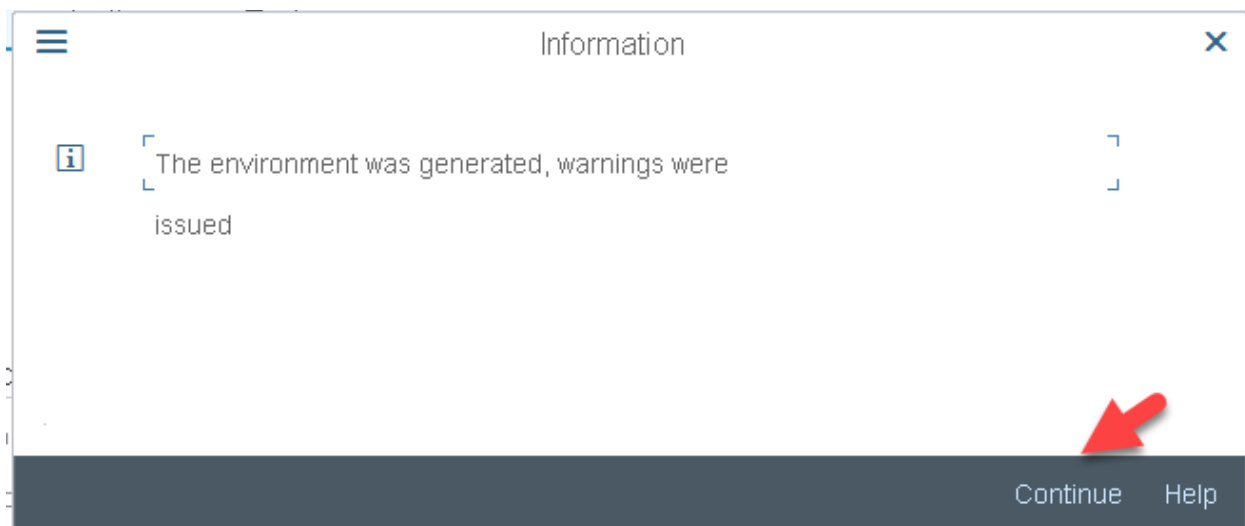 Information
The environment was generated, warnings were
issued
Continue Help